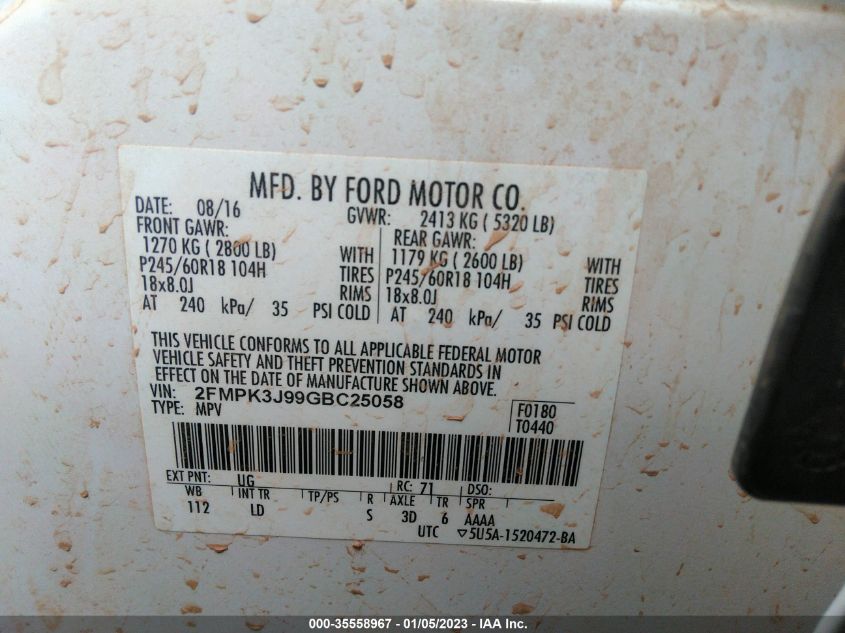 MFD. BY FORD MOTOR CO.
DATE: 08/16 GVWR: 2413 KG ( 5320 LB)
FRONT GAWR: REAR GAWR:
1270 KG ( 2800 LB) WITH 1179 KG ( 2600 LB) WITH
P245/60R18 104H TIRES P245/60R18 104H TIRES
18x8.0J RIMS 18x8.0J RIMS
AT 240 kPa/ 35 PSI COLD AT 240 kPa/ 35 PSI COLD
THIS VEHICLE CONFORMS TO ALL APPLICABLE FEDERAL MOTOR
VEHICLE SAFETY AND THEFT PREVENTION STANDARDS IN
EFFECT ON THE DATE OF MANUFACTURE SHOWN ABOVE.
VIN: 2FMPK3J99GBC25058 F0180
TYPE: MPV T0440
EXT PNT: UG RC: 71 DSO:
WB INT TR TP/PS R AXLE TR SPR
112 LD S 3D 6 AAAA
UTC ▽5U5A-1520472-BA
000-35558967 - 01/05/2023 - IAA Inc.